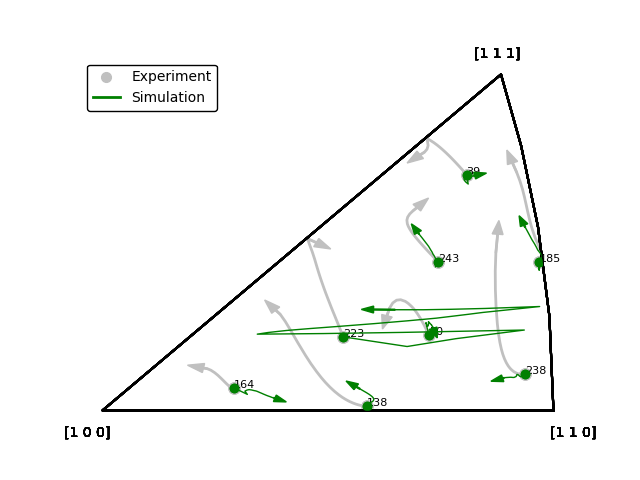 [1 1 1]
Experiment
Simulation
39
243
185
223
238
164
138
[1 0 0]
[1 1 0]